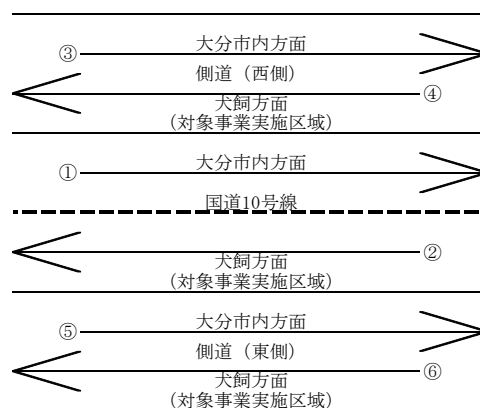 大分市内方面
③
側道（西側）
④
犬飼方面
（対象事業実施区域）
大分市内方面
①
国道10号線
②
犬飼方面
（対象事業実施区域）
大分市内方面
⑤
側道（東側）
⑥
犬飼方面
（対象事業実施区域）